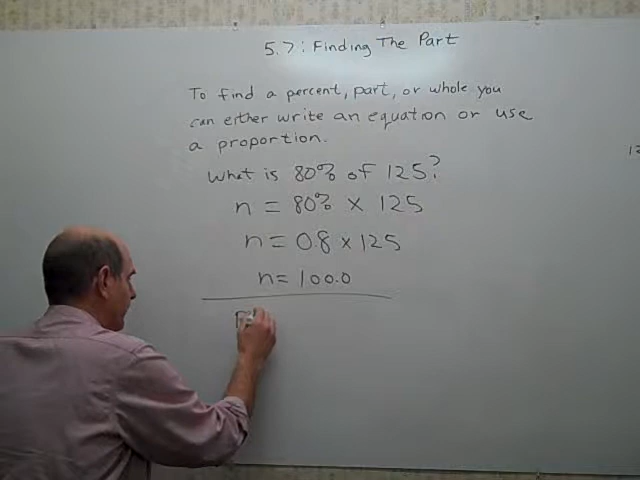 5.7: Finding The Part
To find a percent, part, or whole you
can either write an equation or use
a proportion.
What is 80% of 125?
n = 80% x 125
n = 0.8 x 125
n = 100.0